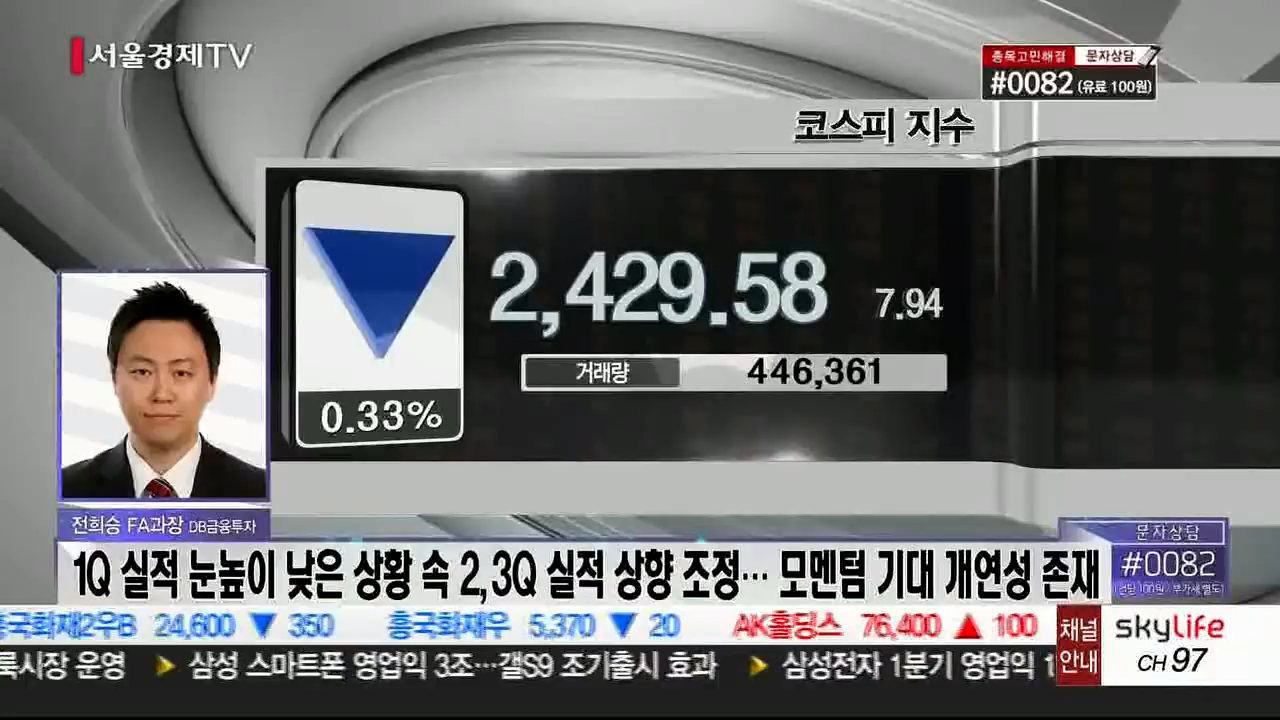 서울경제TV
종목고민해결 문자상담
#0082 (유료 100원)
코스피 지수
2,429.58 7.94
거래량 446,361
0.33%
전희승 FA과장 DB금융투자
문자상담
#0082
1Q 실적 눈높이 낮은 상황 속 2,3Q 실적 상향 조정… 모멘텀 기대 개연성 존재
흥국화재2우B 24,600 ▼ 350 흥국화재우 5,370 ▼ 20 AK홀딩스 76,400 ▲ 100
룩시장 운영 ▶ 삼성 스마트폰 영업익 3조…갤S9 조기출시 효과 ▶ 삼성전자 1분기 영업익 1
채널
안내
skylife
CH 97